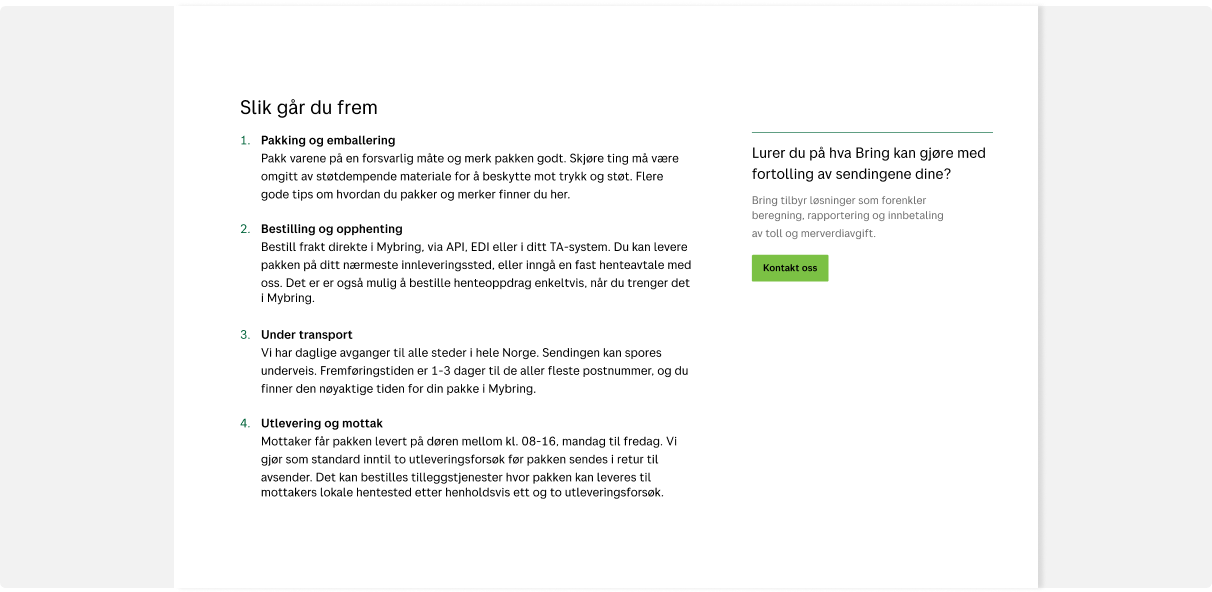 Slik går du frem
1. Pakking og emballering
Pakk varene på en forsvarlig måte og merk pakken godt. Skjøre ting må være
omgitt av støtdempende materiale for å beskytte mot trykk og støt. Flere
gode tips om hvordan du pakker og merker finner du her.
2. Bestilling og opphenting
Bestill frakt direkte i Mybring, via API, EDI eller i ditt TA-system. Du kan levere
pakken på ditt nærmeste innleveringssted, eller inngå en fast henteavtale med
oss. Det er er også mulig å bestille henteoppdrag enkeltvis, når du trenger det
i Mybring.
3. Under transport
Vi har daglige avganger til alle steder i hele Norge. Sendingen kan spores
underveis. Fremføringstiden er 1-3 dager til de aller fleste postnummer, og du
finner den nøyaktige tiden for din pakke i Mybring.
4. Utlevering og mottak
Mottaker får pakken levert på døren mellom kl. 08-16, mandag til fredag. Vi
gjør som standard inntil to utleveringsforsøk før pakken sendes i retur til
avsender. Det kan bestilles tilleggstjenester hvor pakken kan leveres til
mottakers lokale hentested etter henholdsvis ett og to utleveringsforsøk.
Lurer du på hva Bring kan gjøre med
fortolling av sendingene dine?
Bring tilbyr løsninger som forenkler
beregning, rapportering og innbetaling
av toll og merverdiavgift.
Kontakt oss